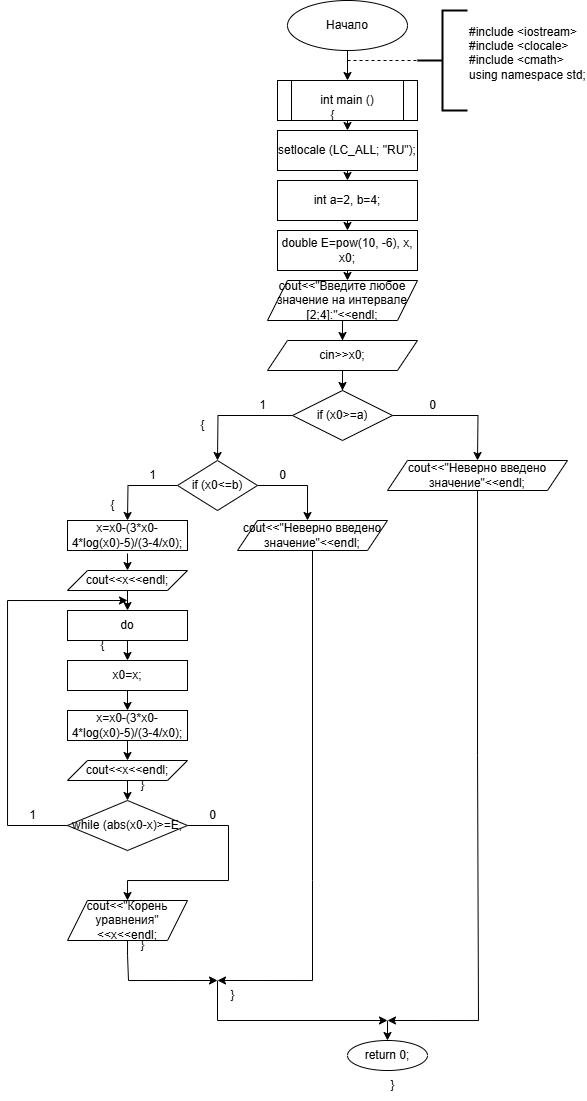 Начало
#include <iostream>
#include <clocale>
#include <cmath>
using namespace std;
int main ()
{
setlocale (LC_ALL; "RU");
int a=2, b=4;
double E=pow(10, -6), x,
x0;
cout<<"Введите любое
значение на интервале
[2;4]:"<<endl;
cin>>x0;
if (x0>=a)
1
0
{
cout<<"Неверно введено
значение"<<endl;
if (x0<=b)
1
0
{
x=x0-(3*x0-
4*log(x0)-5)/(3-4/x0);
cout<<"Неверно введено
значение"<<endl;
cout<<x<<endl;
do
{
x0=x;
x=x0-(3*x0-
4*log(x0)-5)/(3-4/x0);
cout<<x<<endl;
}
while (abs(x0-x)>=E;
1
0
cout<<"Корень
уравнения"
<<x<<endl;
}
}
return 0;
}